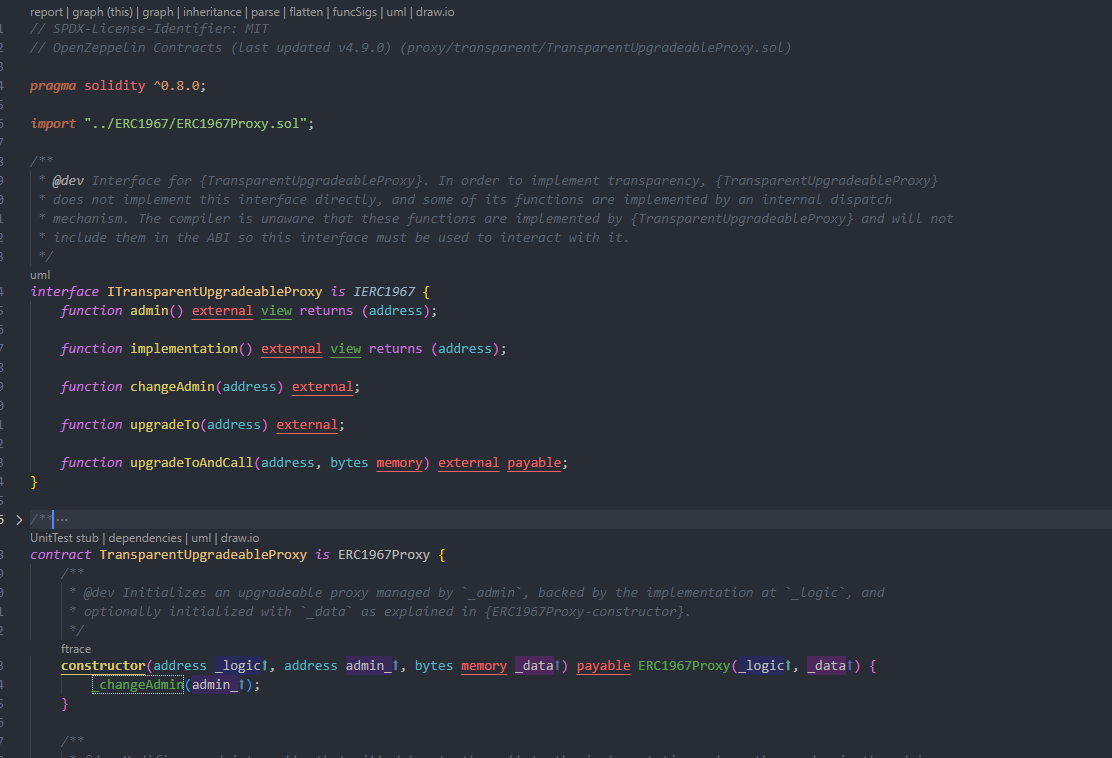 report | graph (this) | graph | inheritance | parse | flatten | funcSigs | uml | draw.io
// SPDX-License-Identifier: MIT
// OpenZeppelin Contracts (last updated v4.9.0) (proxy/transparent/TransparentUpgradeableProxy.sol)
pragma solidity ^0.8.0;
import "../ERC1967/ERC1967Proxy.sol";
/**
* @dev Interface for {TransparentUpgradeableProxy}. In order to implement transparency, {TransparentUpgradeableProxy}
* does not implement this interface directly, and some of its functions are implemented by an internal dispatch
* mechanism. The compiler is unaware that these functions are implemented by {TransparentUpgradeableProxy} and will not
* include them in the ABI so this interface must be used to interact with it.
*/
uml
interface ITransparentUpgradeableProxy is IERC1967 {
function admin() external view returns (address);
function implementation() external view returns (address);
function changeAdmin(address) external;
function upgradeTo(address) external;
function upgradeToAndCall(address, bytes memory) external payable;
}
/** ···
UnitTest stub | dependencies | uml | draw.io
contract TransparentUpgradeableProxy is ERC1967Proxy {
/**
* @dev Initializes an upgradeable proxy managed by `_admin`, backed by the implementation at `_logic`, and
* optionally initialized with `_data` as explained in {ERC1967Proxy-constructor}.
*/
ftrace
constructor(address _logic↑, address admin_↑, bytes memory _data↑) payable ERC1967Proxy(_logic↑, _data↑) {
_changeAdmin(admin_↑);
}
/**